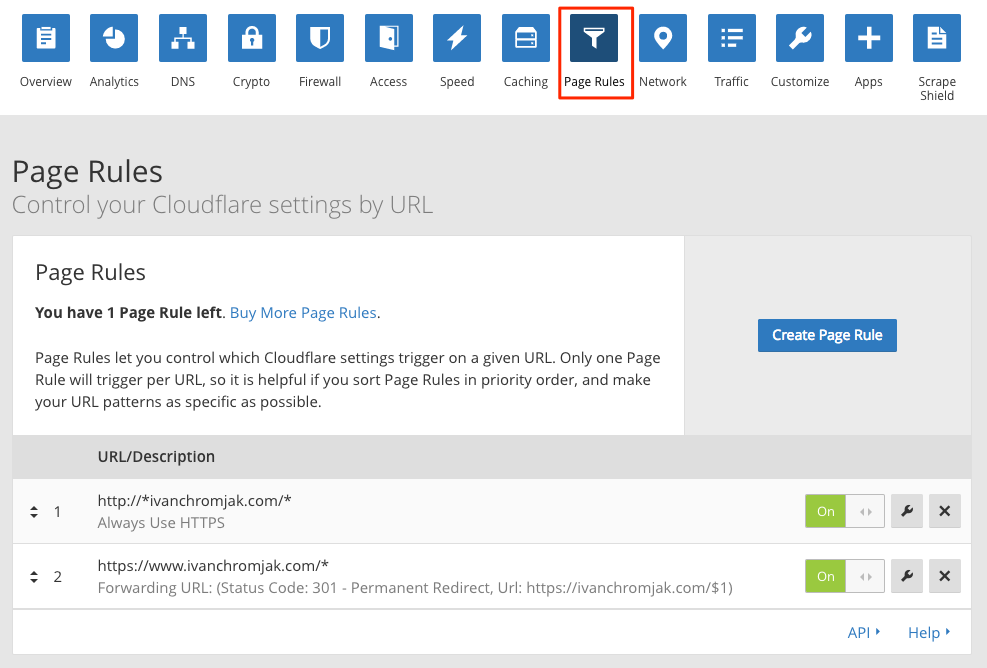 Overview Analytics DNS Crypto Firewall Access Speed Caching Page Rules Network Traffic Customize Apps Scrape
Shield
Page Rules
Control your Cloudflare settings by URL
Page Rules
You have 1 Page Rule left. Buy More Page Rules.
Create Page Rule
Page Rules let you control which Cloudflare settings trigger on a given URL. Only one Page
Rule will trigger per URL, so it is helpful if you sort Page Rules in priority order, and make
your URL patterns as specific as possible.
URL/Description
1 http://*ivanchromjak.com/* On
Always Use HTTPS
2 https://www.ivanchromjak.com/* On
Forwarding URL: (Status Code: 301 - Permanent Redirect, Url: https://ivanchromjak.com/$1)
API Help